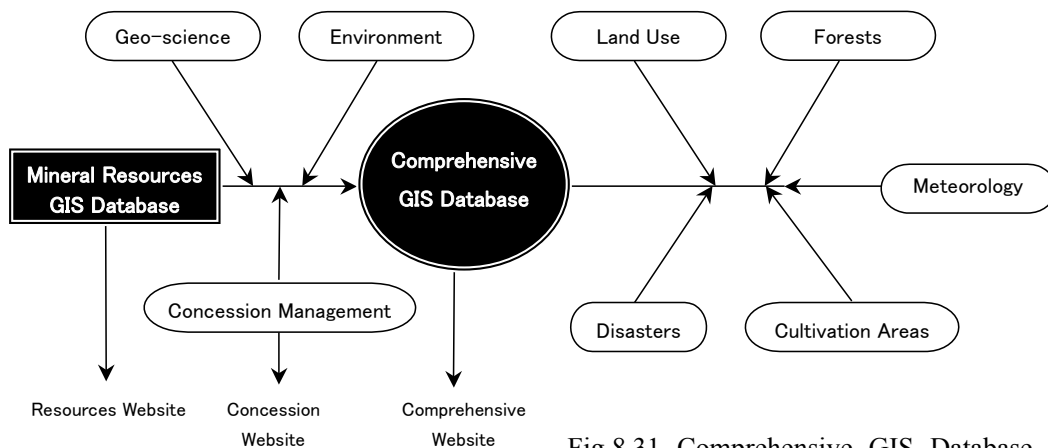 Geo-science
Environment
Land Use
Forests
Mineral Resources
GIS Database
Comprehensive
GIS Database
Meteorology
Concession Management
Disasters
Cultivation Areas
Resources Website
Concession
Website
Comprehensive
Website
Fig.8.31 Comprehensive GIS Database